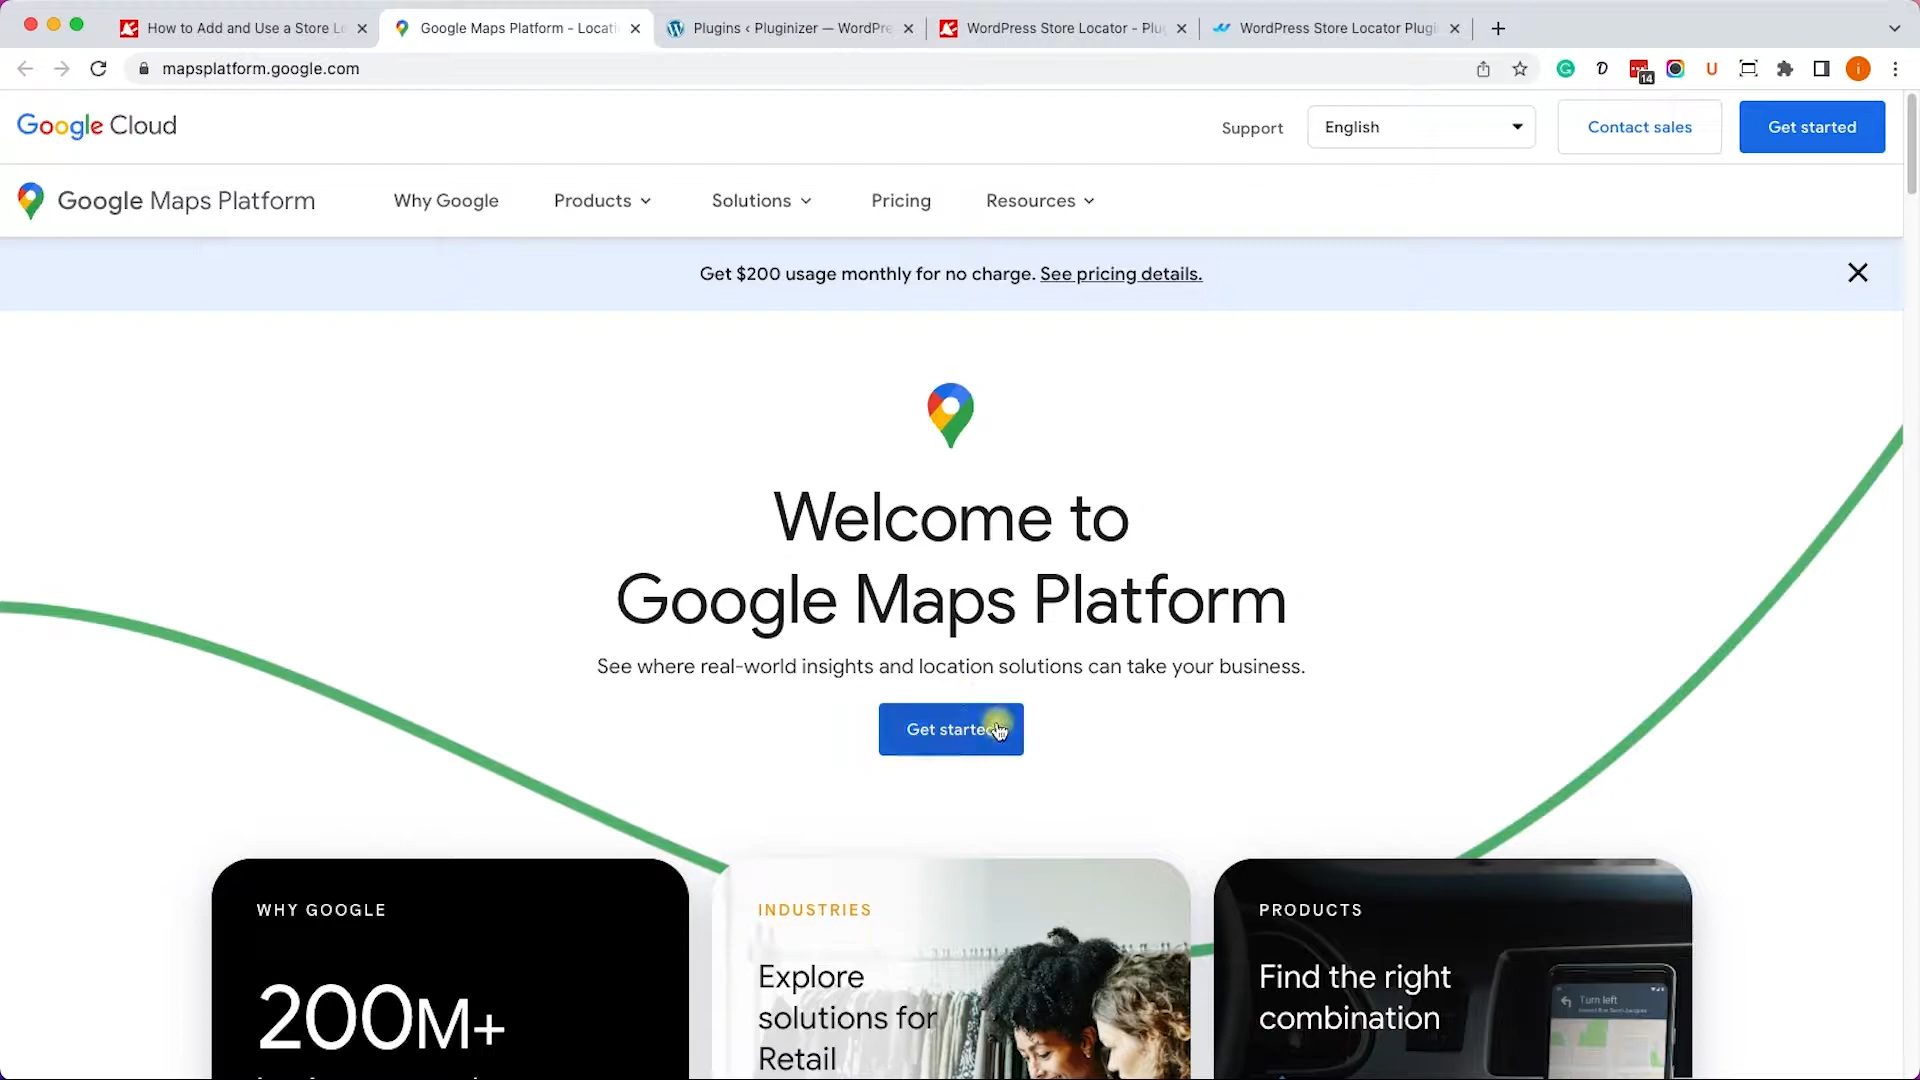 How to Add and Use a Store Lo
Google Maps Platform - Locati
Plugins ‹ Pluginizer — WordPre
WordPress Store Locator - Plu
WordPress Store Locator Plugi
mapsplatform.google.com
14
U
i
Google Cloud
Support
English
Contact sales
Get started
Google Maps Platform
Why Google
Products
Solutions
Pricing
Resources
Get $200 usage monthly for no charge. See pricing details.
Welcome to
Google Maps Platform
See where real-world insights and location solutions can take your business.
Get started
WHY GOOGLE
200M+
INDUSTRIES
Explore
solutions for
Retail
PRODUCTS
Find the right
combination
Turn left